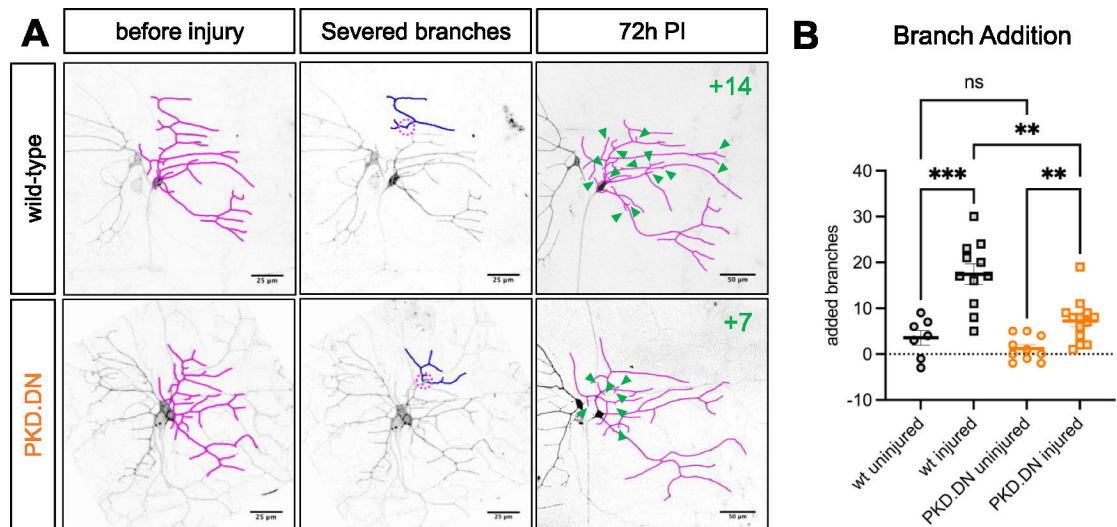 A
before injury
Severed branches
72h PI
wild-type
+14
25 µm
25 µm
50 µm
PKD.DN
+7
25 µm
25 µm
50 µm
B
Branch Addition
ns
**
***
**
40
30
20
10
0
-10
added branches
wt uninjured
wt injured
PKD.DN uninjured
PKD.DN injured